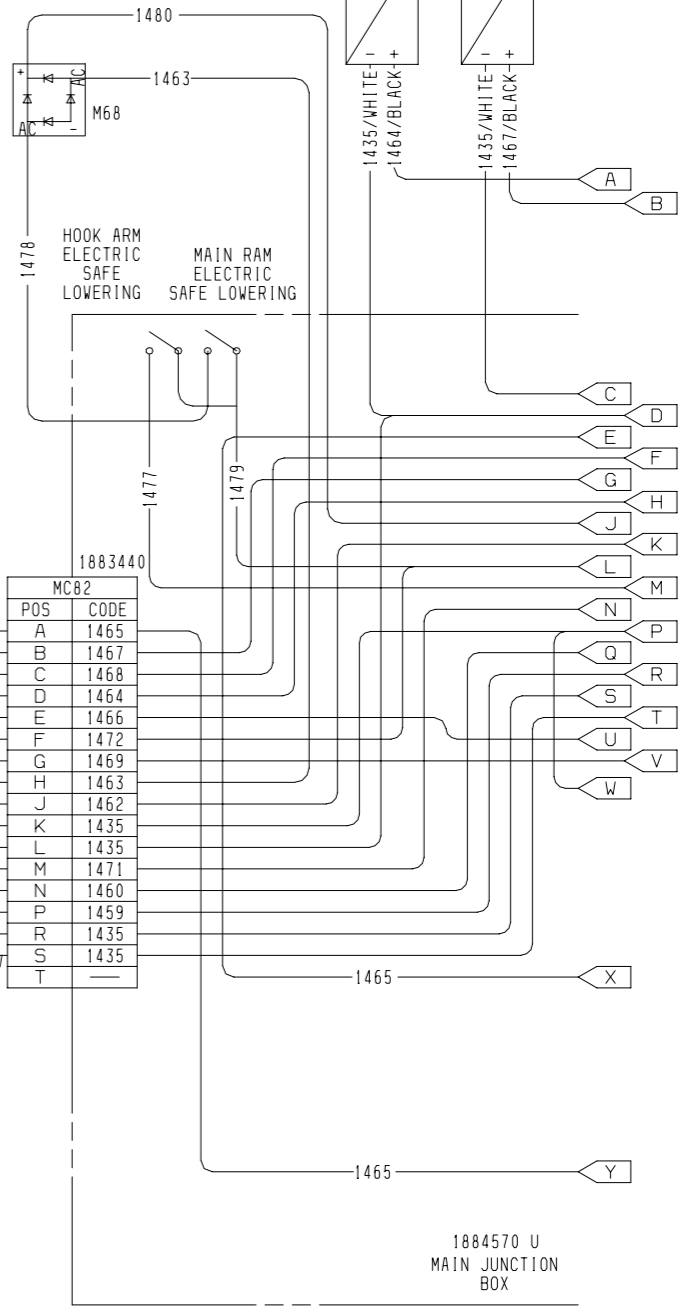 1480
- +
- +
+ AC
1463
M68
AC -
1435/WHITE
1464/BLACK
1435/WHITE
1467/BLACK
A
B
1478
HOOK ARM
ELECTRIC
SAFE
LOWERING
MAIN RAM
ELECTRIC
SAFE LOWERING
C
D
E
F
G
H
J
K
L
M
N
P
Q
R
S
T
U
V
W
1477
1479
1883440
MC82
POS CODE
A 1465
B 1467
C 1468
D 1464
E 1466
F 1472
G 1469
H 1463
J 1462
K 1435
L 1435
M 1471
N 1460
P 1459
R 1435
S 1435
T —
1465
X
1465
Y
1884570 U
MAIN JUNCTION
BOX